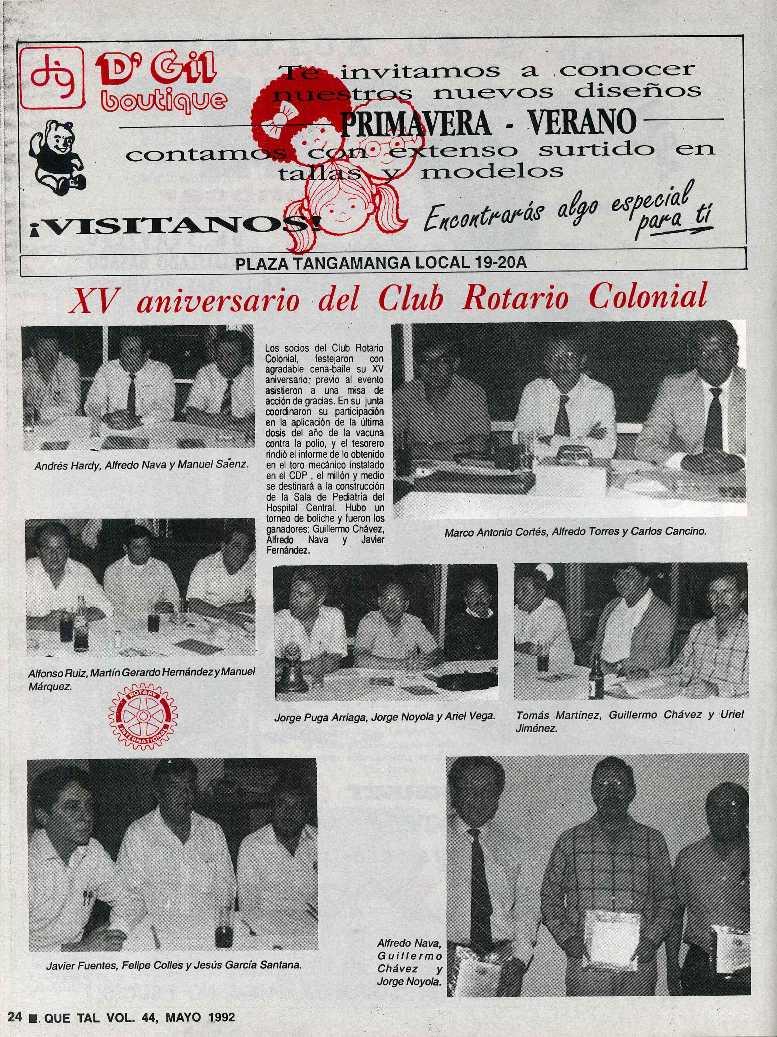 dig
D' Gil
boutique
Te invitamos a conocer
nuestros nuevos diseños
PRIMAVERA - VERANO
contamos con extenso surtido en
tallas y modelos
¡VISITANOS!
Encontrarás algo especial
para tí
PLAZA TANGAMANGA LOCAL 19-20A
XV aniversario del Club Rotario Colonial
Andrés Hardy, Alfredo Nava y Manuel Sáenz.
Los socios del Club Rotario
Colonial, festejaron con
agradable cena-baile su XV
aniversario; previo al evento
asistieron a una misa de
acción de gracias. En su junta
coordinaron su participación
en la aplicación de la última
dosis del año de la vacuna
contra la polio, y el tesorero
rindió el informe de lo obtenido
en el toro mecánico instalado
en el CDP , el millón y medio
se destinará a la construcción
de la Sala de Pediatría del
Hospital Central. Hubo un
torneo de boliche y fueron los
ganadores: Guillermo Chávez,
Alfredo Nava y Javier
Fernández.
Marco Antonio Cortés, Alfredo Torres y Carlos Cancino.
Alfonso Ruiz, Martín Gerardo Hernández y Manuel
Márquez.
ROTARY
INTERNATIONAL
Jorge Puga Arriaga, Jorge Noyola y Ariel Vega.
Tomás Martínez, Guillermo Chávez y Uriel
Jiménez.
Javier Fuentes, Felipe Colles y Jesús García Santana.
Alfredo Nava,
Guillermo
Chávez y
Jorge Noyola.
24 ■. QUE TAL VOL. 44, MAYO 1992